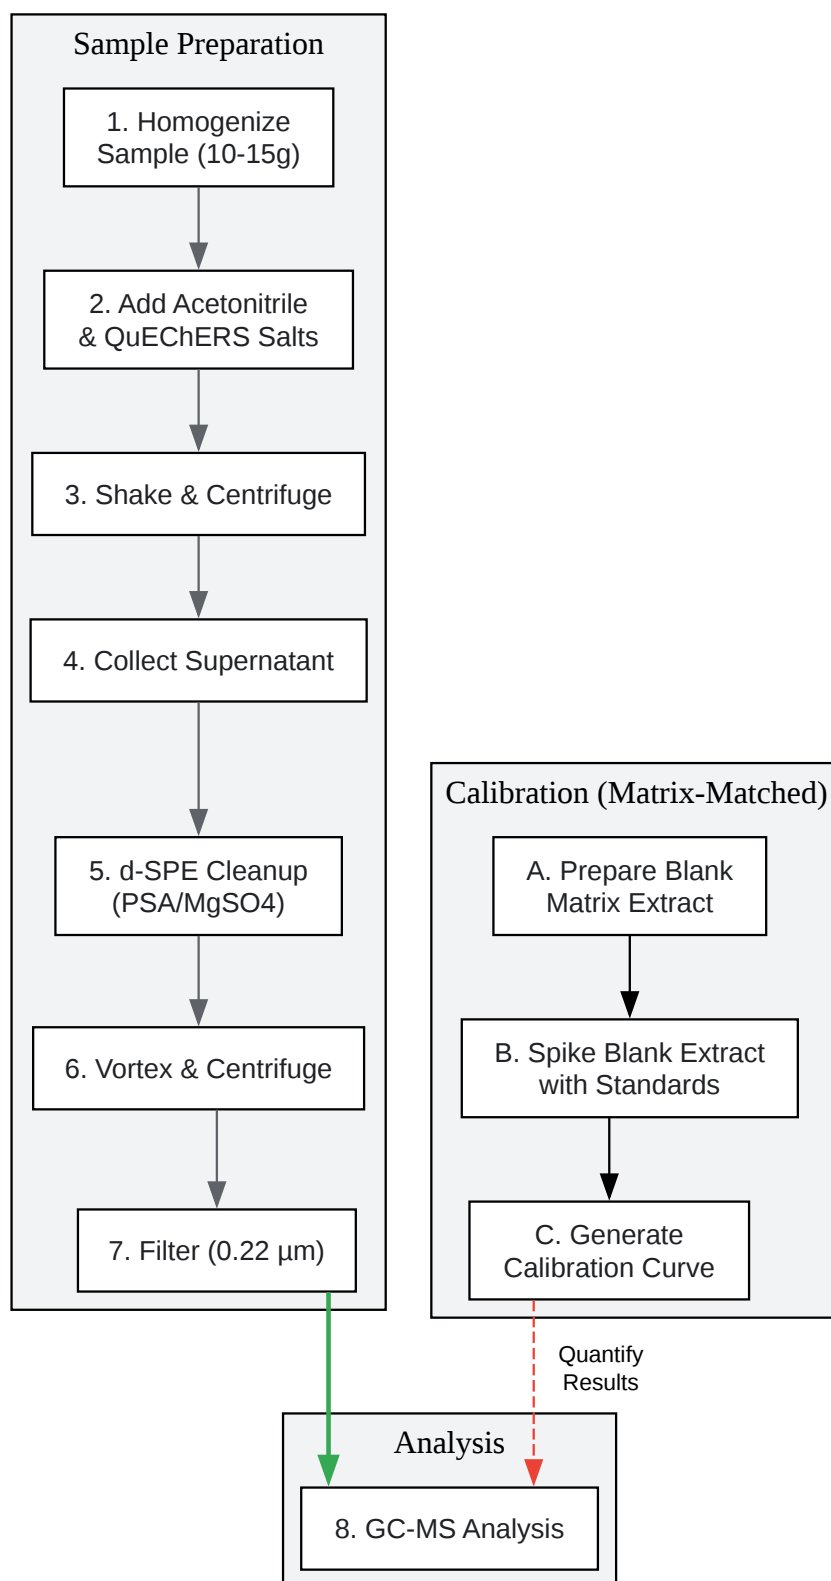 Sample Preparation
1. Homogenize
Sample (10-15g)
2. Add Acetonitrile
& QuEChERS Salts
3. Shake & Centrifuge
4. Collect Supernatant
5. d-SPE Cleanup
(PSA/MgSO4)
6. Vortex & Centrifuge
7. Filter (0.22 µm)
Calibration (Matrix-Matched)
A. Prepare Blank
Matrix Extract
B. Spike Blank Extract
with Standards
C. Generate
Calibration Curve
Quantify
Results
Analysis
8. GC-MS Analysis